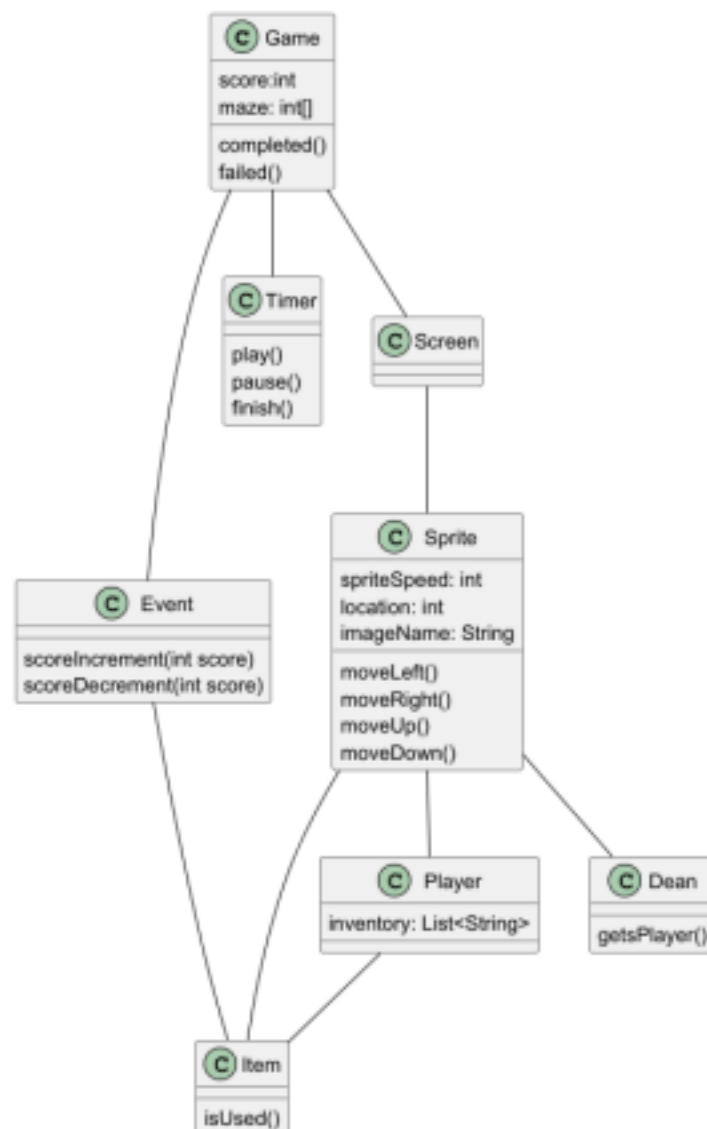 C Game
score:int
maze: int[]
completed()
failed()
C Timer
play()
pause()
finish()
C Screen
C Sprite
spriteSpeed: int
location: int
imageName: String
moveLeft()
moveRight()
moveUp()
moveDown()
C Event
scoreIncrement(int score)
scoreDecrement(int score)
C Player
inventory: List<String>
C Dean
getsPlayer()
C Item
isUsed()